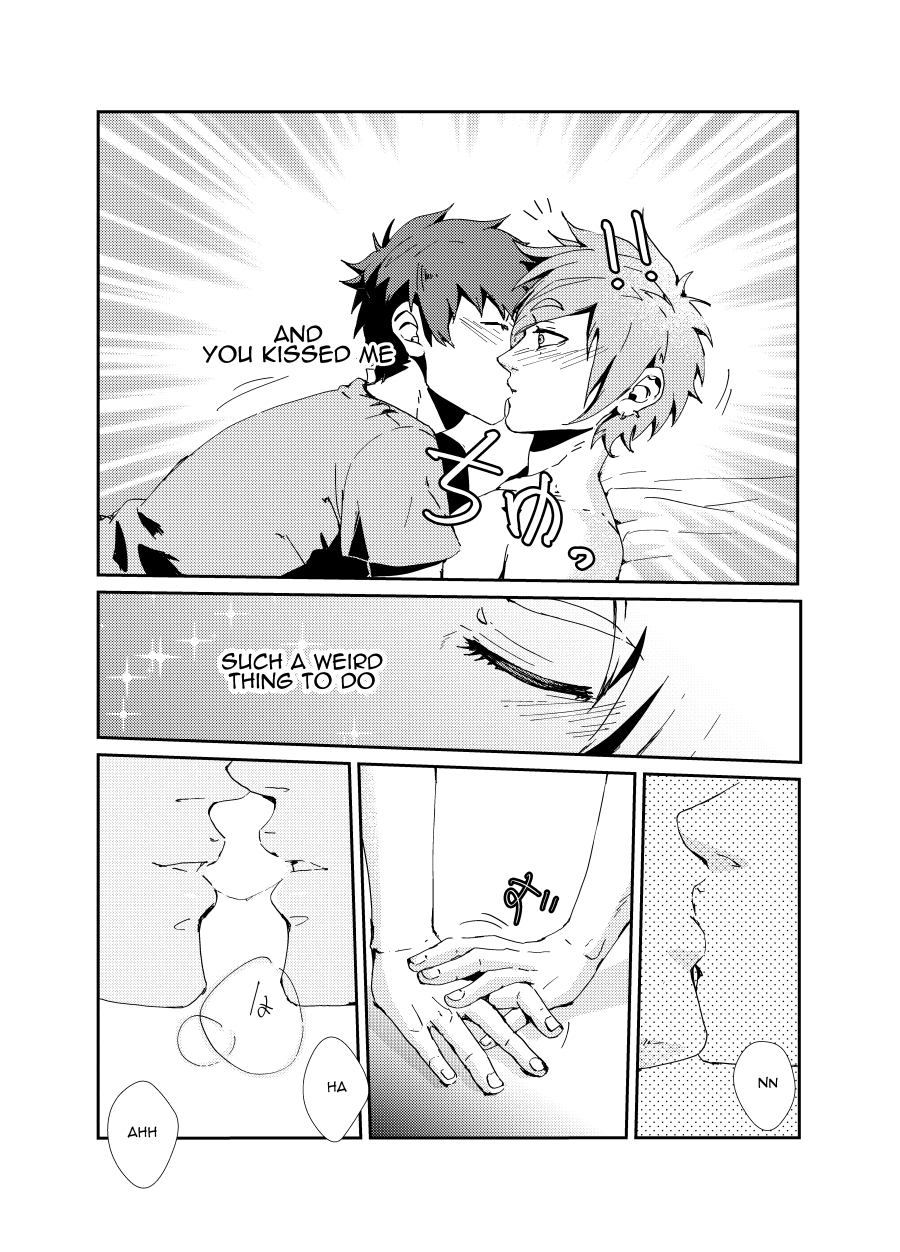 !!
AND
YOU KISSED ME
ちゅっ
SUCH A WEIRD
THING TO DO
は
HA
AHH
NN